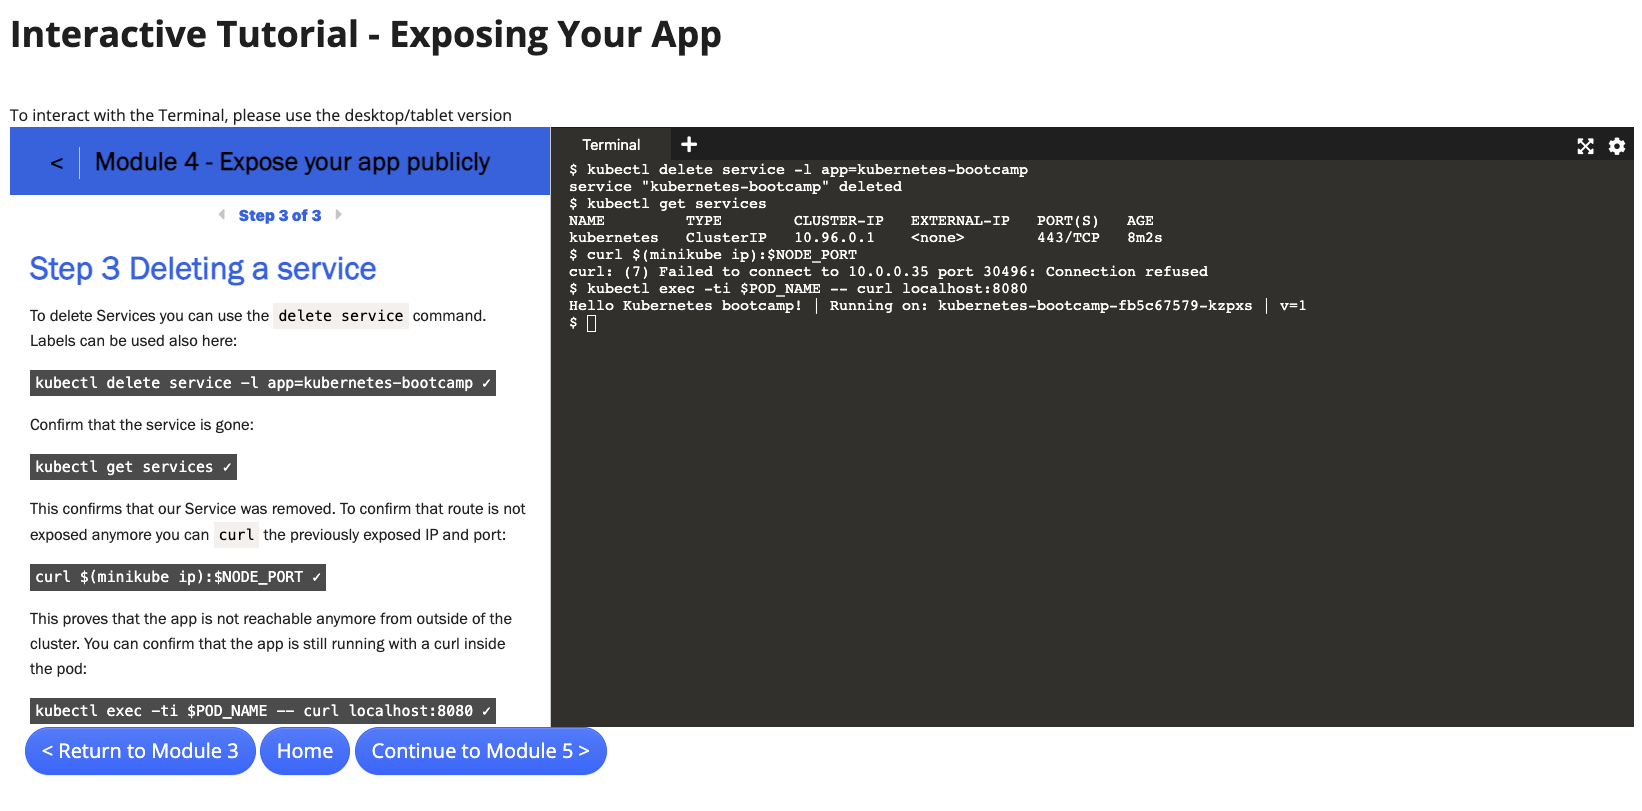 Interactive Tutorial - Exposing Your App
To interact with the Terminal, please use the desktop/tablet version
< Module 4 - Expose your app publicly
Step 3 of 3
Step 3 Deleting a service
To delete Services you can use the delete service command.
Labels can be used also here:
kubectl delete service -l app=kubernetes-bootcamp ✓
Confirm that the service is gone:
kubectl get services ✓
This confirms that our Service was removed. To confirm that route is not
exposed anymore you can curl the previously exposed IP and port:
curl $(minikube ip):$NODE_PORT ✓
This proves that the app is not reachable anymore from outside of the
cluster. You can confirm that the app is still running with a curl inside
the pod:
kubectl exec -ti $POD_NAME -- curl localhost:8080 ✓
Terminal
$ kubectl delete service -l app=kubernetes-bootcamp
service "kubernetes-bootcamp" deleted
$ kubectl get services
NAME TYPE CLUSTER-IP EXTERNAL-IP PORT(S) AGE
kubernetes ClusterIP 10.96.0.1 <none> 443/TCP 8m2s
$ curl $(minikube ip):$NODE_PORT
curl: (7) Failed to connect to 10.0.0.35 port 30496: Connection refused
$ kubectl exec -ti $POD_NAME -- curl localhost:8080
Hello Kubernetes bootcamp! | Running on: kubernetes-bootcamp-fb5c67579-kzpxs | v=1
$
< Return to Module 3
Home
Continue to Module 5 >